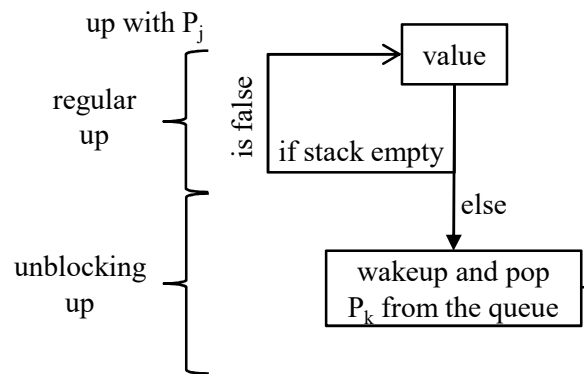 up with Pj
value
regular
up
is false
if stack empty
else
unblocking
up
wakeup and pop
Pk from the queue